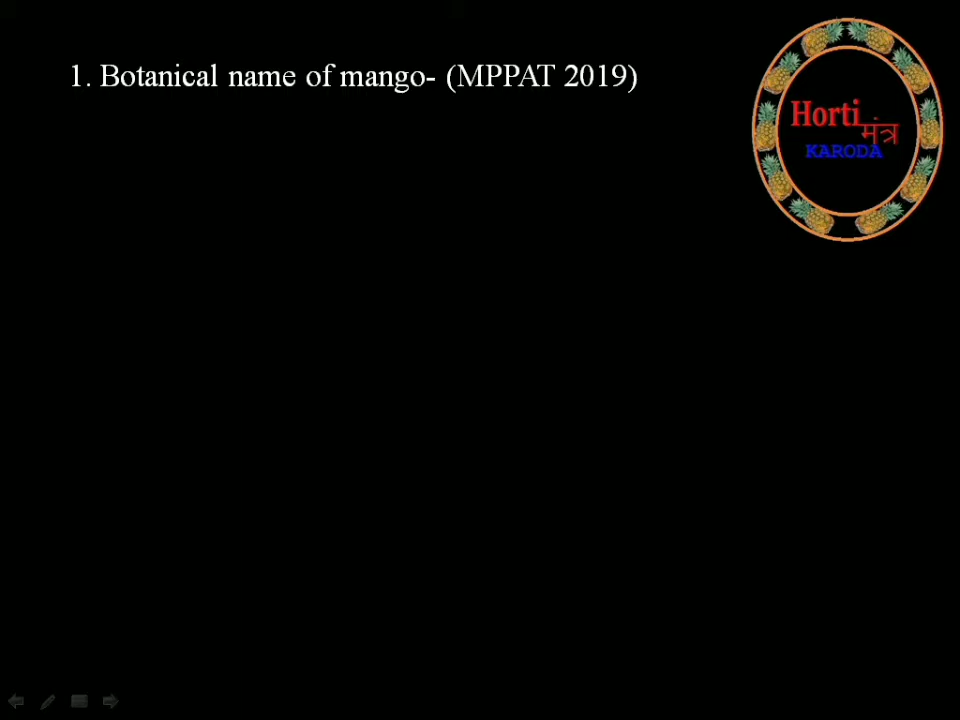 1. Botanical name of mango- (MPPAT 2019)
Horti
मंत्र
KARODA